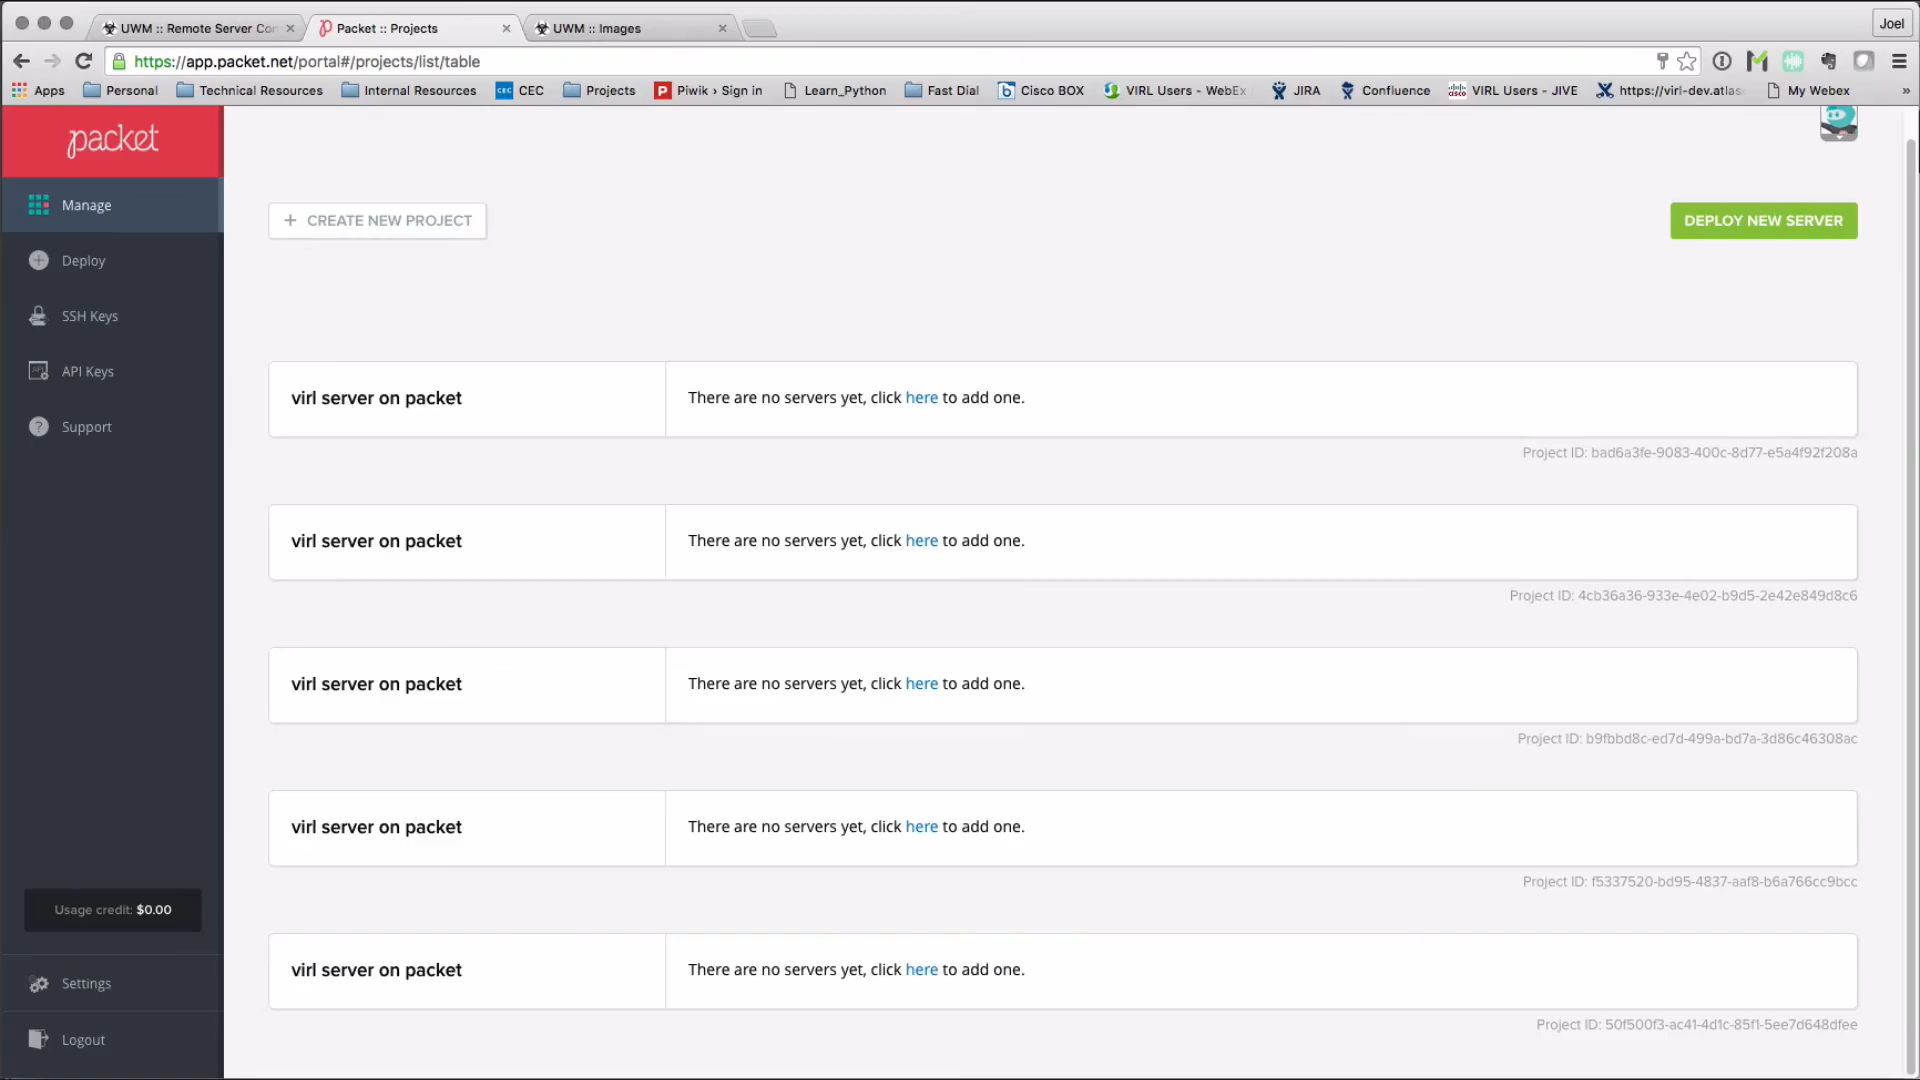 UWM :: Remote Server Con
Packet :: Projects
UWM :: Images
Joel
https://app.packet.net/portal#/projects/list/table
Apps
Personal
Technical Resources
Internal Resources
CEC
CEC
Projects
Piwik › Sign in
Learn_Python
Fast Dial
Cisco BOX
VIRL Users - WebEx
JIRA
Confluence
VIRL Users - JIVE
https://virl-dev.atlas
My Webex
»
packet
Manage
Deploy
SSH Keys
API Keys
Support
Usage credit: $0.00
Settings
Logout
+ CREATE NEW PROJECT
DEPLOY NEW SERVER
virl server on packet
There are no servers yet, click here to add one.
Project ID: bad6a3fe-9083-400c-8d77-e5a4f92f208a
virl server on packet
There are no servers yet, click here to add one.
Project ID: 4cb36a36-933e-4e02-b9d5-2e42e849d8c6
virl server on packet
There are no servers yet, click here to add one.
Project ID: b9fbbd8c-ed7d-499a-bd7a-3d86c46308ac
virl server on packet
There are no servers yet, click here to add one.
Project ID: f5337520-bd95-4837-aaf8-b6a766cc9bcc
virl server on packet
There are no servers yet, click here to add one.
Project ID: 50f500f3-ac41-4d1c-85f1-5ee7d648dfee